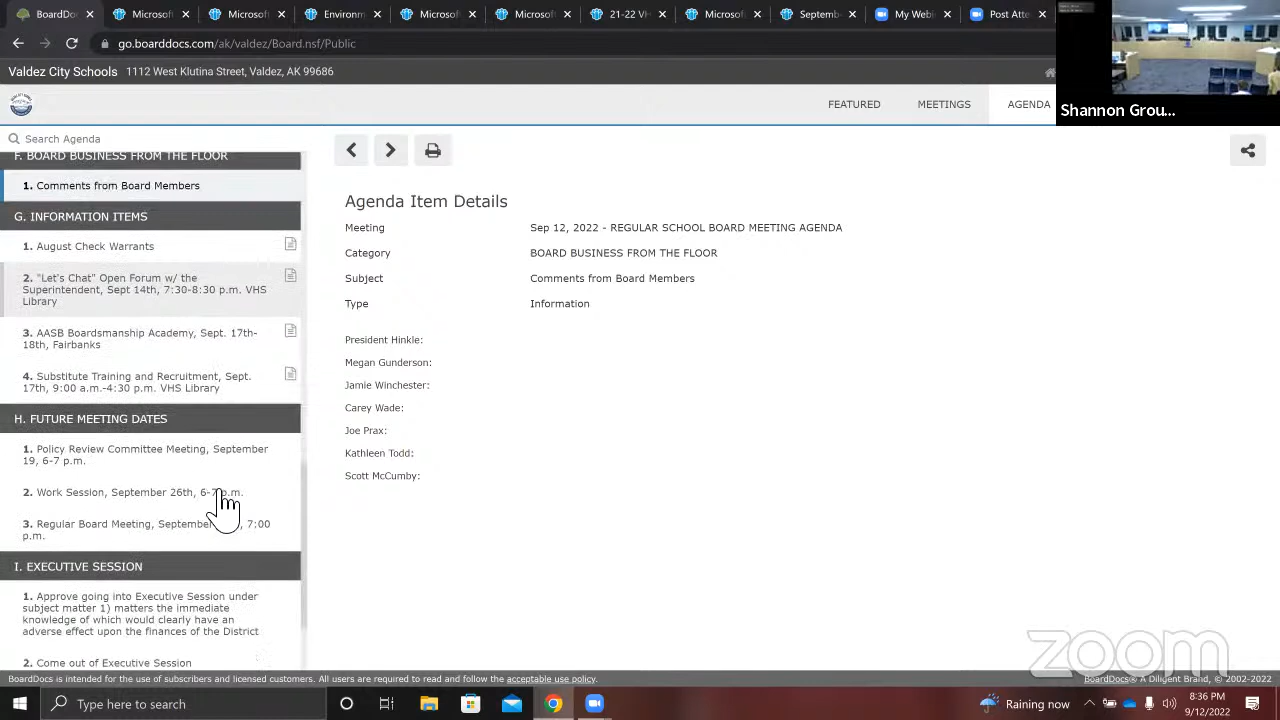 BoardDocs
Microsoft
Microsoft
Environ
Microsoft
Microsoft
My
My Webin
Post Atte
go.boarddocs.com/ak/valdez/Board.nsf/Public
Valdez City Schools 1112 West Klutina Street, Valdez, AK 99686
FEATURED MEETINGS AGENDA
Shannon Grou...
Search Agenda
F. BOARD BUSINESS FROM THE FLOOR
1. Comments from Board Members
G. INFORMATION ITEMS
1. August Check Warrants
2. "Let's Chat" Open Forum w/ the
Superintendent, Sept 14th, 7:30-8:30 p.m. VHS
Library
3. AASB Boardsmanship Academy, Sept. 17th-
18th, Fairbanks
4. Substitute Training and Recruitment, Sept.
17th, 9:00 a.m.-4:30 p.m. VHS Library
H. FUTURE MEETING DATES
1. Policy Review Committee Meeting, September
19, 6-7 p.m.
2. Work Session, September 26th, 6-7 p.m.
3. Regular Board Meeting, September 7:00
p.m.
I. EXECUTIVE SESSION
1. Approve going into Executive Session under
subject matter 1) matters the immediate
knowledge of which would clearly have an
adverse effect upon the finances of the District
2. Come out of Executive Session
Agenda Item Details
Meeting Sep 12, 2022 - REGULAR SCHOOL BOARD MEETING AGENDA
Category BOARD BUSINESS FROM THE FLOOR
Subject Comments from Board Members
Type Information
President Hinkle:
Megan Gunderson:
Jamie Winchester:
Carey Wade:
Joe Prax:
Kathleen Todd:
Scott McCumby:
zoom
BoardDocs is intended for the use of subscribers and licensed customers. All users are required to read and follow the acceptable use policy. BoardDocs® A Diligent Brand, © 2002-2022
Type here to search
Raining now
8:36 PM
9/12/2022